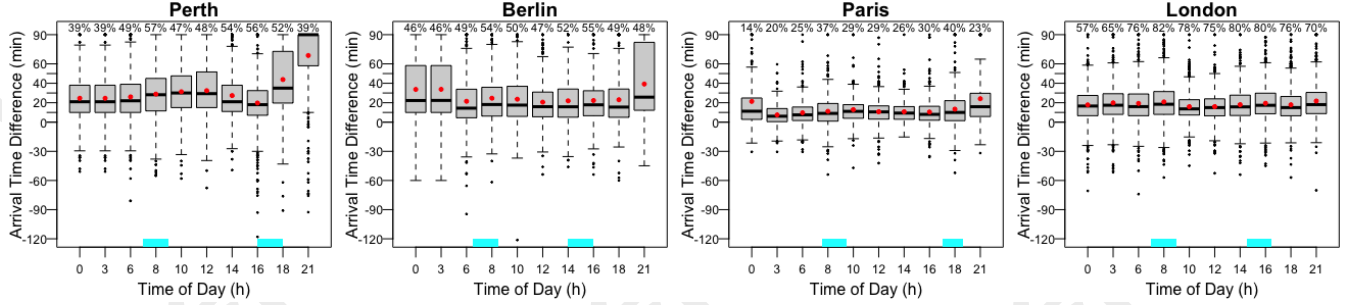 Perth
Berlin
Paris
London
39% 39% 49% 57% 47% 48% 54% 56% 52% 39%
46% 46% 49% 54% 50% 47% 52% 55% 49% 48%
14% 20% 25% 37% 29% 29% 26% 30% 40% 23%
57% 65% 76% 82% 78% 75% 80% 80% 76% 70%
Arrival Time Difference (min)
90
60
40
20
0
-30
-60
-90
-120
Arrival Time Difference (min)
90
60
40
20
0
-30
-60
-90
-120
Arrival Time Difference (min)
90
60
40
20
0
-30
-60
-90
-120
Arrival Time Difference (min)
90
60
40
20
0
-30
-60
-90
-120
0 3 6 8 10 12 14 16 18 21
0 3 6 8 10 12 14 16 18 21
0 3 6 8 10 12 14 16 18 21
0 3 6 8 10 12 14 16 18 21
Time of Day (h)
Time of Day (h)
Time of Day (h)
Time of Day (h)